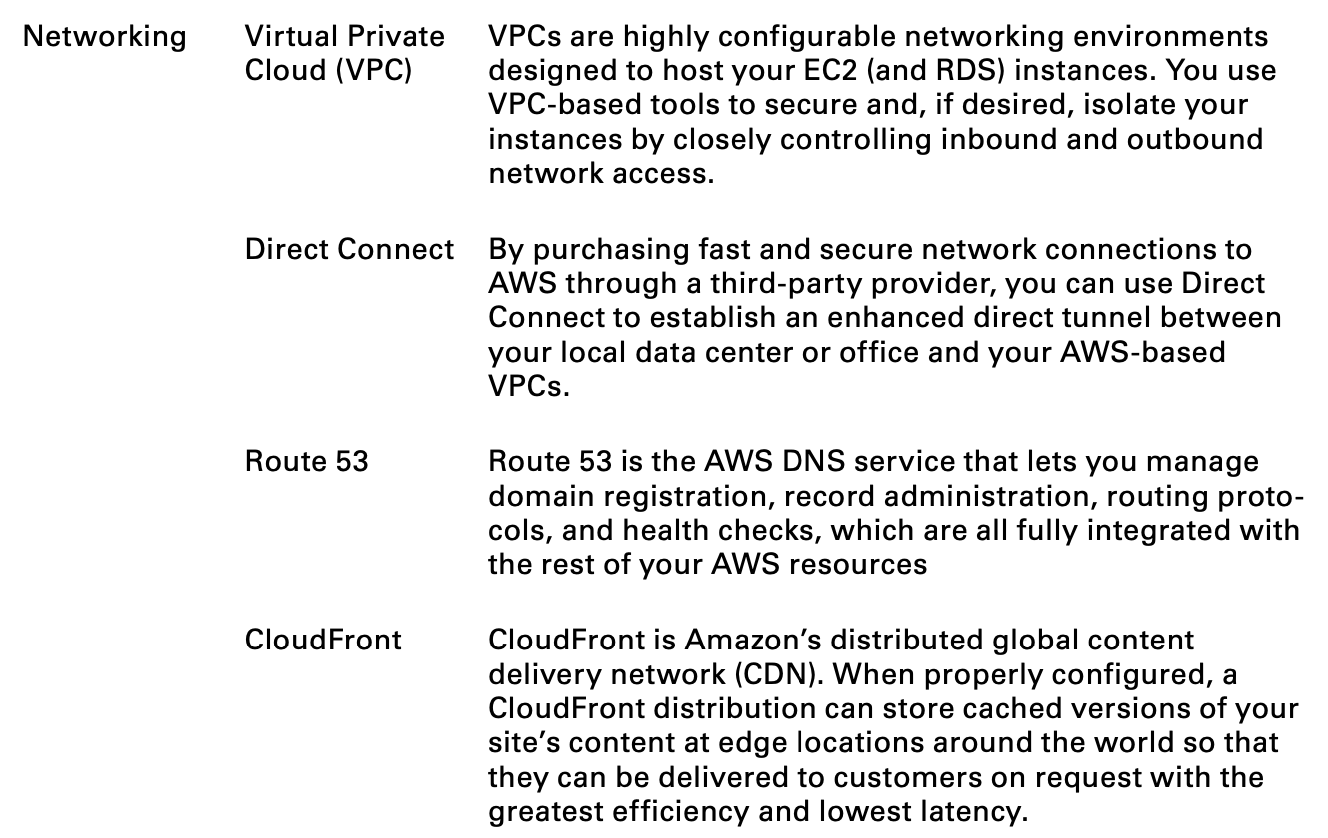 Networking
Virtual Private
Cloud (VPC)
VPCs are highly configurable networking environments
designed to host your EC2 (and RDS) instances. You use
VPC-based tools to secure and, if desired, isolate your
instances by closely controlling inbound and outbound
network access.
Direct Connect
By purchasing fast and secure network connections to
AWS through a third-party provider, you can use Direct
Connect to establish an enhanced direct tunnel between
your local data center or office and your AWS-based
VPCs.
Route 53
Route 53 is the AWS DNS service that lets you manage
domain registration, record administration, routing proto-
cols, and health checks, which are all fully integrated with
the rest of your AWS resources
CloudFront
CloudFront is Amazon’s distributed global content
delivery network (CDN). When properly configured, a
CloudFront distribution can store cached versions of your
site’s content at edge locations around the world so that
they can be delivered to customers on request with the
greatest efficiency and lowest latency.